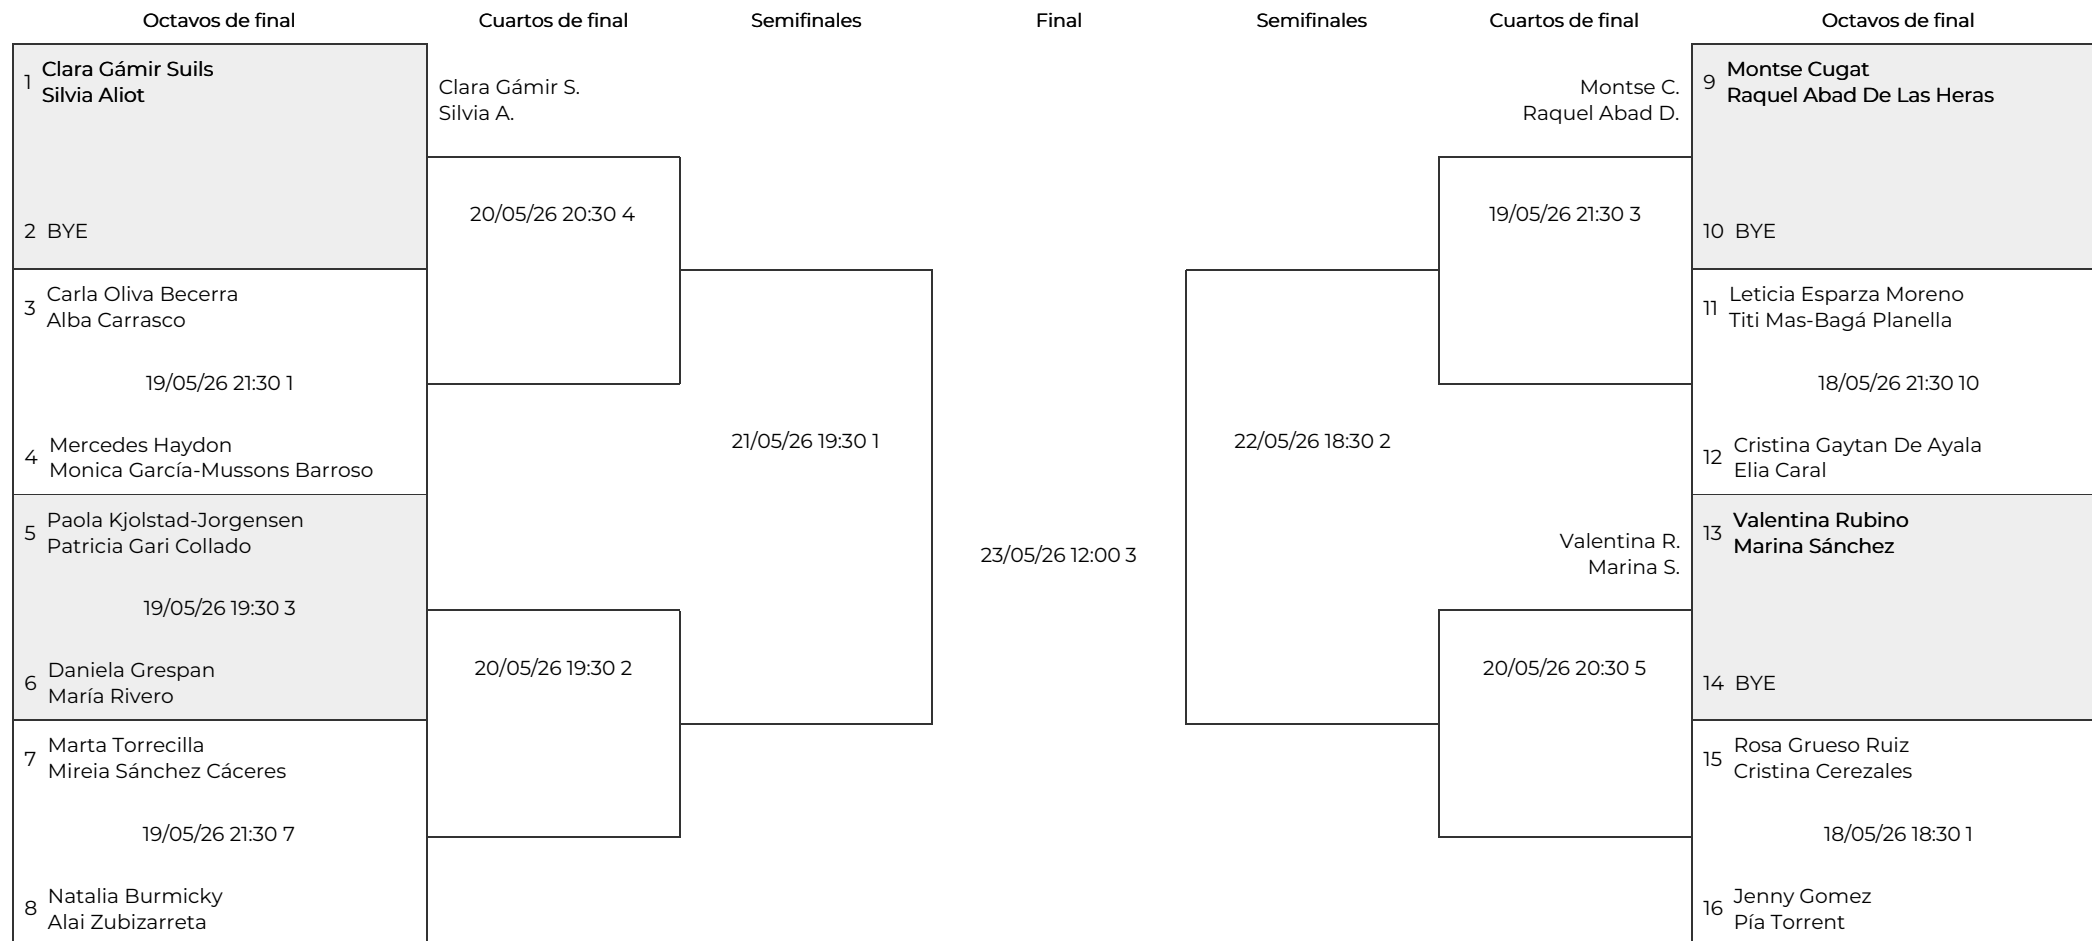 Octavos de final
Cuartos de final
Semifinales
Final
Semifinales
Cuartos de final
Octavos de final
1 Clara Gámir Suils
Silvia Aliot
2 BYE
3 Carla Oliva Becerra
Alba Carrasco
19/05/26 21:30 1
4 Mercedes Haydon
Monica García-Mussons Barroso
5 Paola Kjolstad-Jorgensen
Patricia Gari Collado
19/05/26 19:30 3
6 Daniela Grespan
María Rivero
7 Marta Torrecilla
Mireia Sánchez Cáceres
19/05/26 21:30 7
8 Natalia Burmicky
Alai Zubizarreta
Clara Gámir S.
Silvia A.
20/05/26 20:30 4
20/05/26 19:30 2
21/05/26 19:30 1
23/05/26 12:00 3
22/05/26 18:30 2
Montse C.
Raquel Abad D.
19/05/26 21:30 3
Valentina R.
Marina S.
20/05/26 20:30 5
9 Montse Cugat
Raquel Abad De Las Heras
10 BYE
11 Leticia Esparza Moreno
Titi Mas-Bagá Planella
18/05/26 21:30 10
12 Cristina Gaytan De Ayala
Elia Caral
13 Valentina Rubino
Marina Sánchez
14 BYE
15 Rosa Grueso Ruiz
Cristina Cerezales
18/05/26 18:30 1
16 Jenny Gomez
Pía Torrent